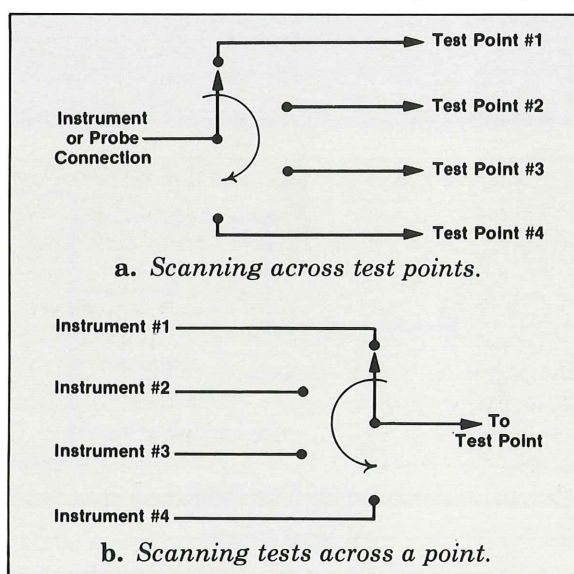 Test Point #1
Instrument
or Probe
Connection
Test Point #2
Test Point #3
Test Point #4
a. Scanning across test points.
Instrument #1
Instrument #2
Instrument #3
Instrument #4
To
Test Point
b. Scanning tests across a point.